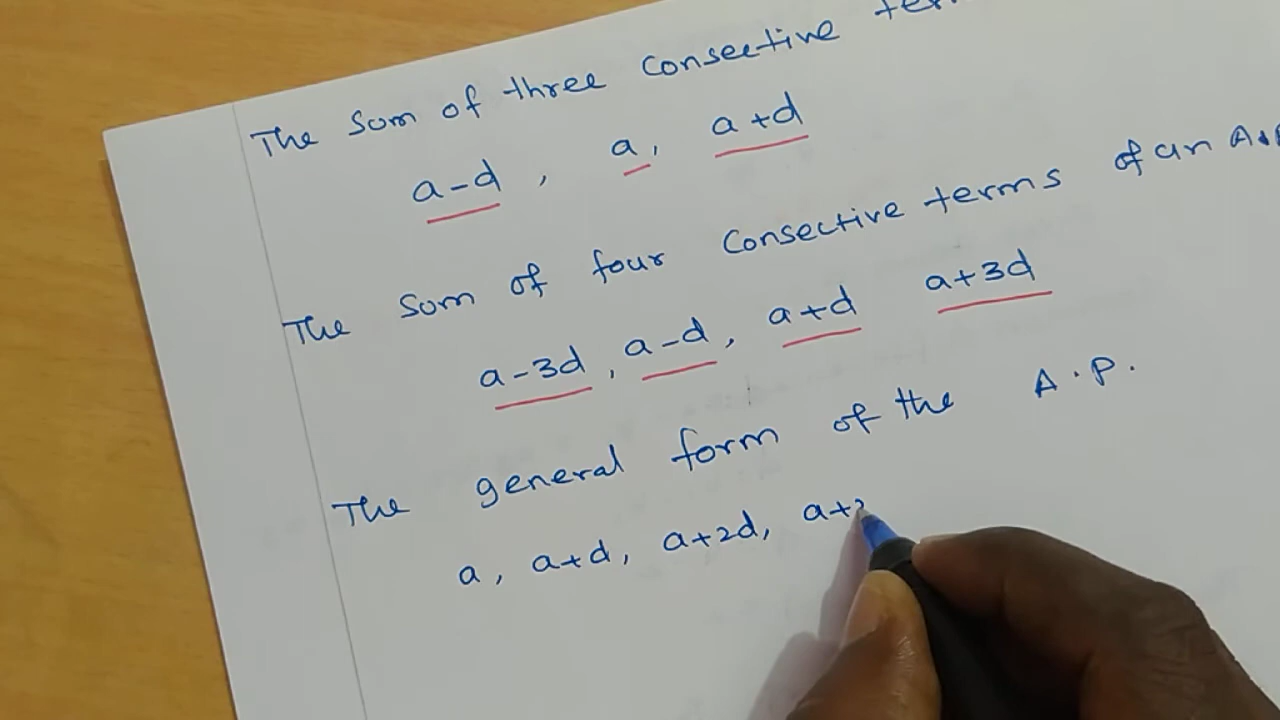 The Sum of three Consective
a-d, a, a+d
The Sum of four Consective terms of an
a-3d, a-d, a+d a+3d
The general form of the A.P.
a, a+d, a+2d,